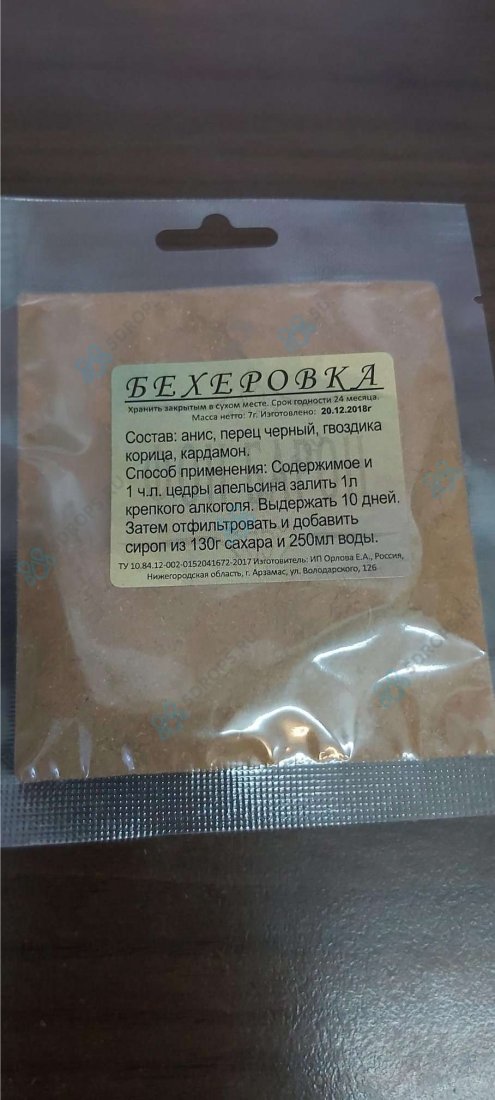 БЕХЕРОВКА
Хранить закрытым в сухом месте. Срок годности 24 месяца.
Масса нетто: 7г. Изготовлено: 20.12.2018г
Состав: анис, перец черный, гвоздика
корица, кардамон.
Способ применения: Содержимое и
1 ч.л. цедры апельсина залить 1л
крепкого алкоголя. Выдержать 10 дней.
Затем отфильтровать и добавить
сироп из 130г сахара и 250мл воды.
ТУ 10.84.12-002-0152041672-2017 Изготовитель: ИП Орлова Е.А., Россия,
Нижегородская область, г. Арзамас, ул. Володарского, 126